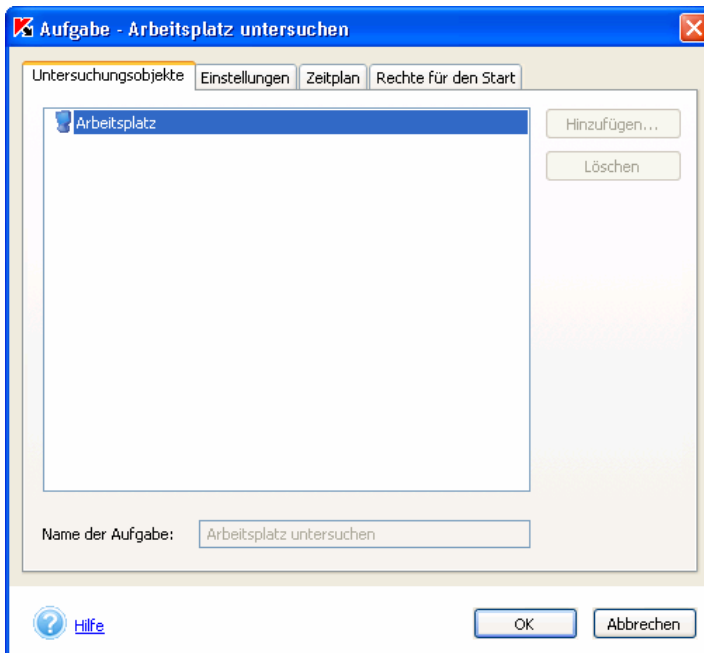 Aufgabe - Arbeitsplatz untersuchen
Untersuchungsobjekte Einstellungen Zeitplan Rechte für den Start
Arbeitsplatz
Hinzufügen...
Löschen
Name der Aufgabe: Arbeitsplatz untersuchen
Hilfe OK Abbrechen